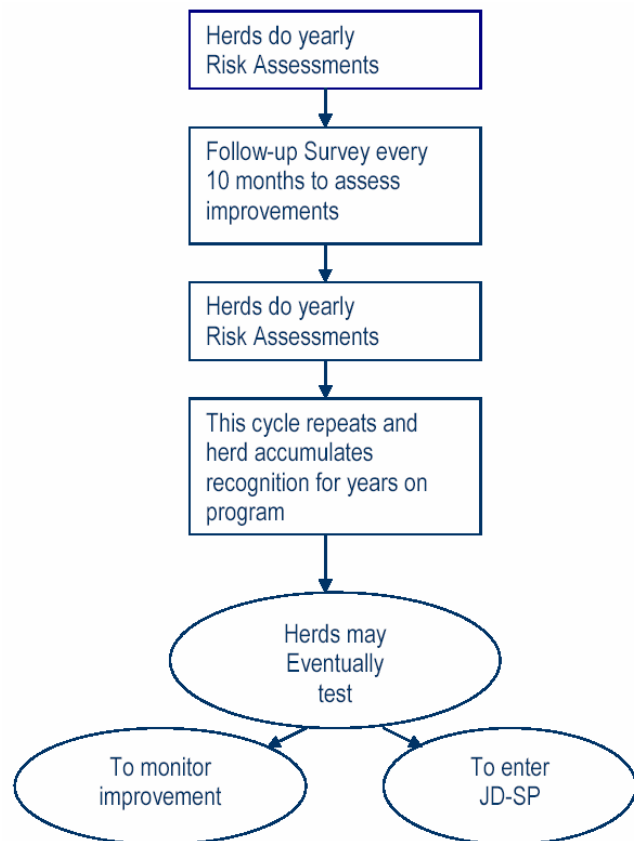 Herds do yearly
Risk Assessments
Follow-up Survey every
10 months to assess
improvements
Herds do yearly
Risk Assessments
This cycle repeats and
herd accumulates
recognition for years on
program
Herds may
Eventually
test
To monitor
improvement
To enter
JD-SP